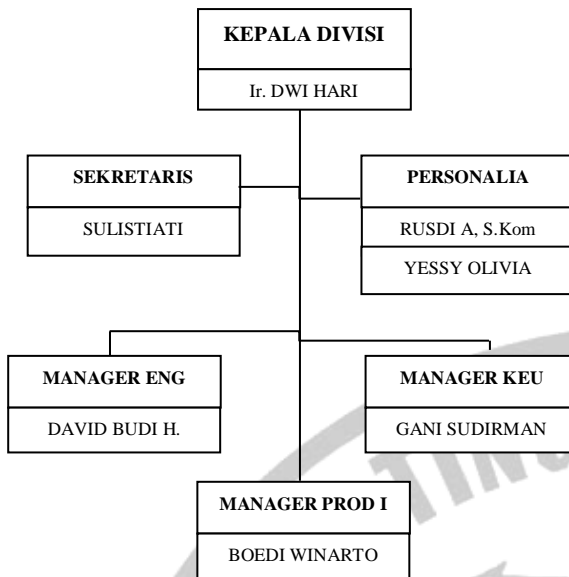 KEPALA DIVISI
Ir. DWI HARI
SEKRETARIS
SULISTIATI
PERSONALIA
RUSDI A, S.Kom
YESSY OLIVIA
MANAGER ENG
DAVID BUDI H.
MANAGER KEU
GANI SUDIRMAN
MANAGER PROD I
BOEDI WINARTO